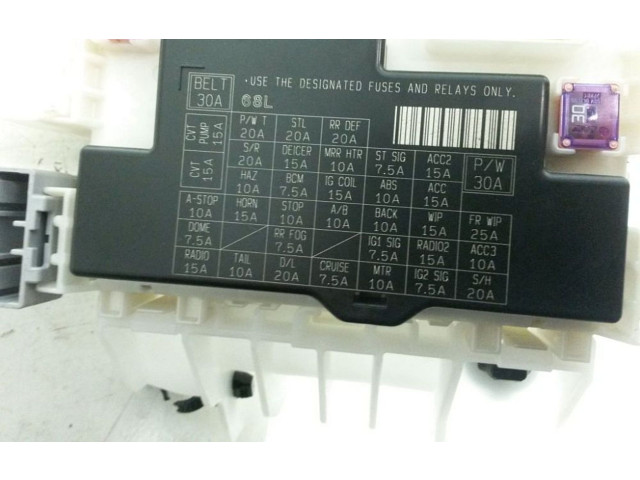 BELT
30A
·USE THE DESIGNATED FUSES AND RELAYS ONLY.
68L
CVT PUMP 15A
P/W T 20A
STL 20A
RR DEF 20A
CVT 15A
S/R 20A
DEICER 15A
MRR HTR 10A
ST SIG 7.5A
ACC2 15A
P/W 30A
HAZ 10A
BCM 7.5A
IG COIL 15A
ABS 10A
ACC 15A
A-STOP 10A
HORN 15A
STOP 10A
A/B 10A
BACK 10A
WIP 15A
FR WIP 25A
DOME 7.5A
RR FOG 7.5A
IG1 SIG 7.5A
RADIO2 15A
ACC3 10A
RADIO 15A
TAIL 10A
D/L 20A
CRUISE 7.5A
MTR 10A
IG2 SIG 7.5A
S/H 20A
30